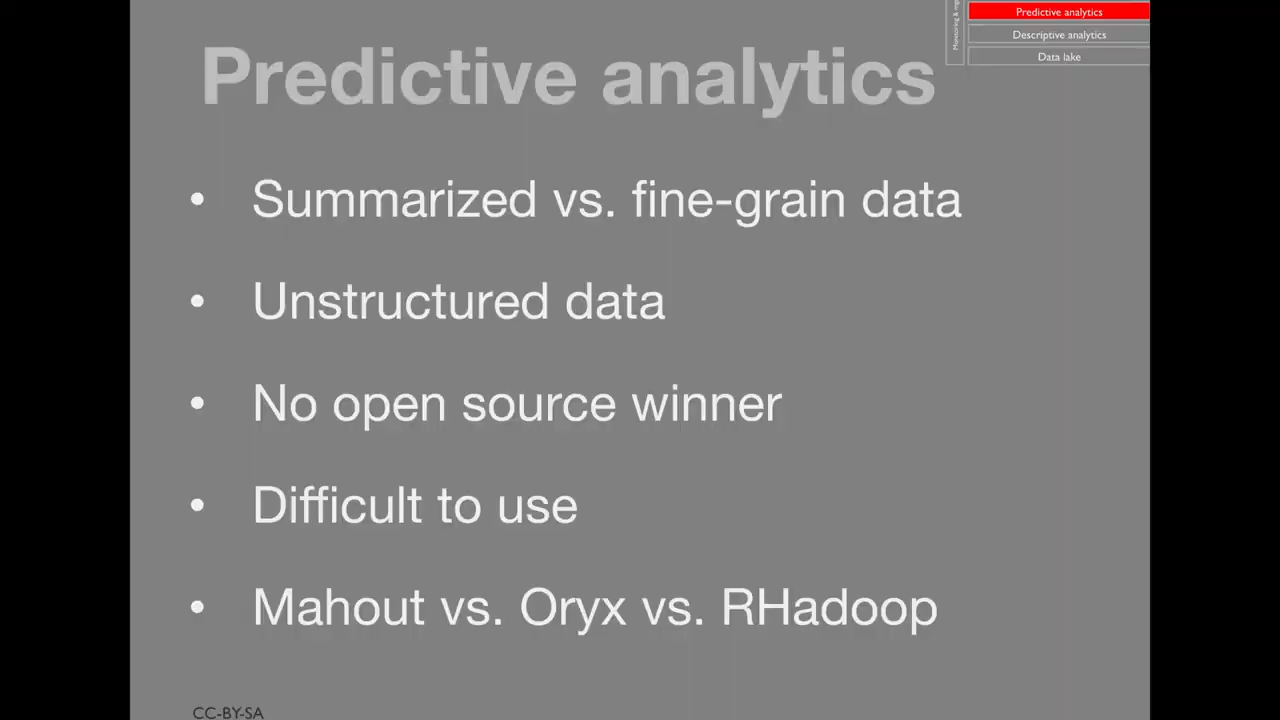 Predictive analytics
Descriptive analytics
Data lake
Predictive analytics
• Summarized vs. fine-grain data
• Unstructured data
• No open source winner
• Difficult to use
• Mahout vs. Oryx vs. RHadoop
CC-BY-SA